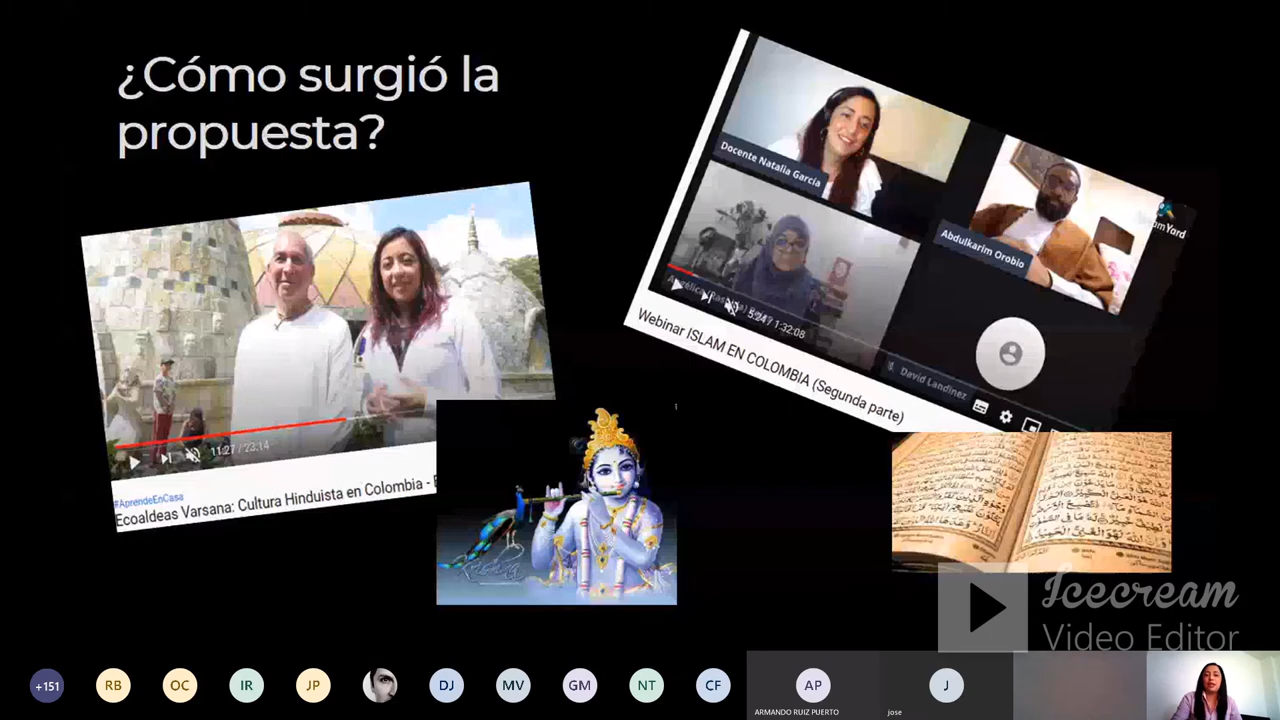 ¿Cómo surgió la
propuesta?
Docente Natalia García
Abdulkarim Orobio
5:24 / 1:32:08
David Landinez
Webinar ISLAM EN COLOMBIA (Segunda parte)
11:27 / 23:14
#AprendeEnCasa
Ecoaldeas Varsana: Cultura Hinduista en Colombia -
Icecream
Video Editor
+151
RB
OC
IR
JP
DJ
MV
GM
NT
CF
AP
J
ARMANDO RUIZ PUERTO
jose